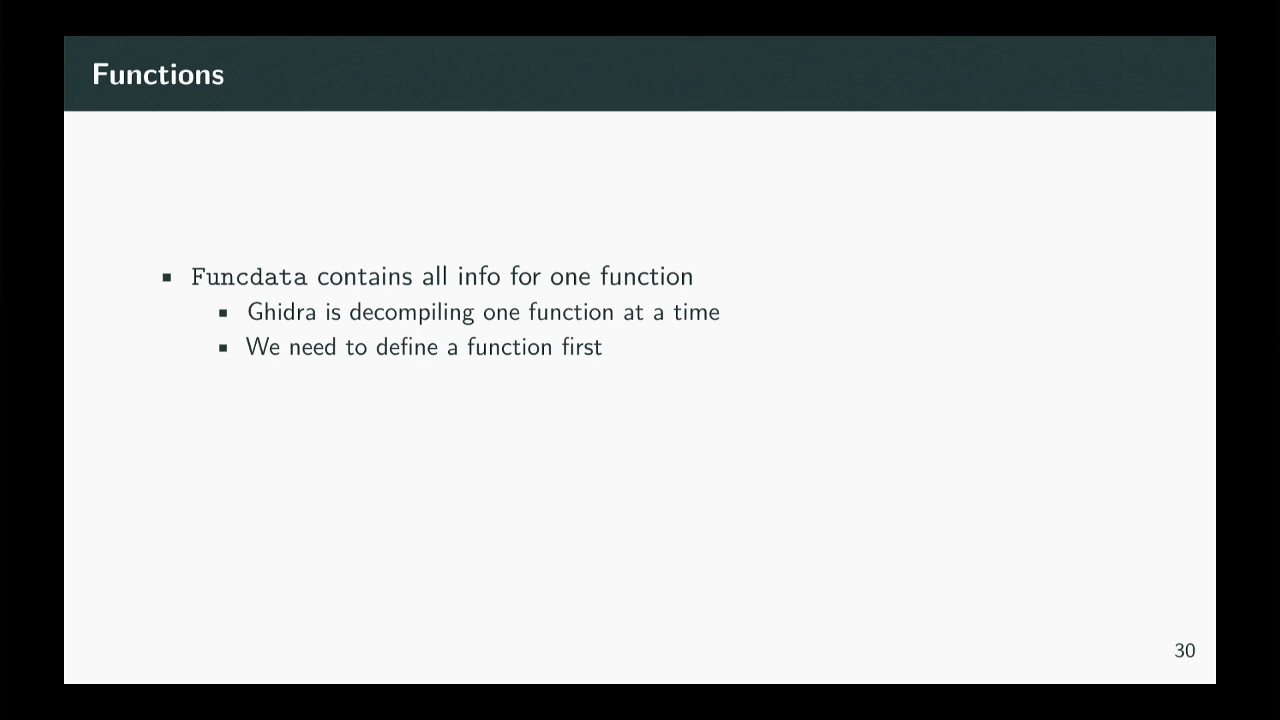 Functions
Funcdata contains all info for one function
Ghidra is decompiling one function at a time
We need to define a function first
30